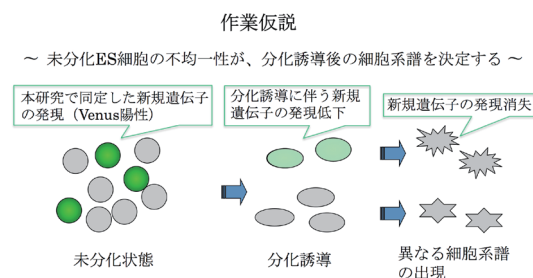 作業仮説
～ 未分化ES細胞の不均一性が、分化誘導後の細胞系譜を決定する ～
本研究で同定した新規遺伝子
の発現（Venus陽性）
分化誘導に伴う新規
遺伝子の発現低下
新規遺伝子の発現消失
未分化状態
分化誘導
異なる細胞系譜
の出現